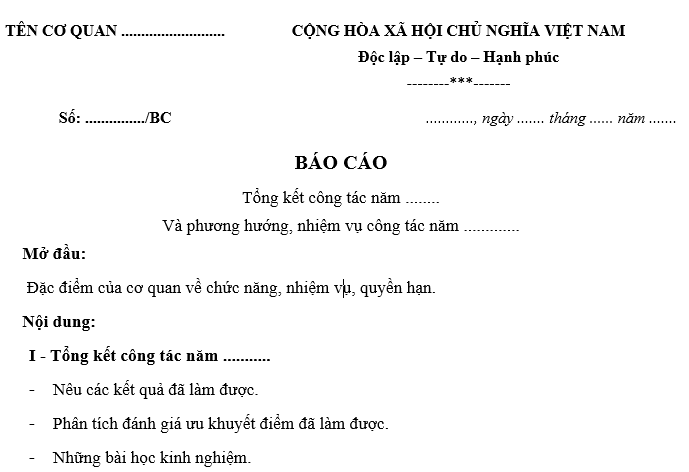 TÊN CƠ QUAN .......................... CỘNG HÒA XÃ HỘI CHỦ NGHĨA VIỆT NAM
Độc lập – Tự do – Hạnh phúc
--------***-------
Số: .............../BC ............, ngày ....... tháng ...... năm .......
BÁO CÁO
Tổng kết công tác năm ........
Và phương hướng, nhiệm vụ công tác năm .............
Mở đầu:
Đặc điểm của cơ quan về chức năng, nhiệm vụ, quyền hạn.
Nội dung:
I - Tổng kết công tác năm ...........
- Nêu các kết quả đã làm được.
- Phân tích đánh giá ưu khuyết điểm đã làm được.
- Những bài học kinh nghiệm.